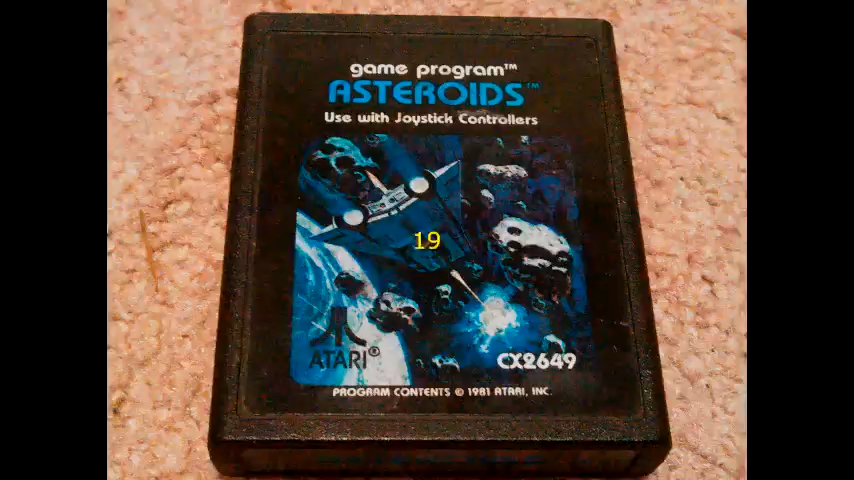 game program™
ASTEROIDS™
Use with Joystick Controllers
19
ATARI®
CX2649
PROGRAM CONTENTS © 1981 ATARI, INC.